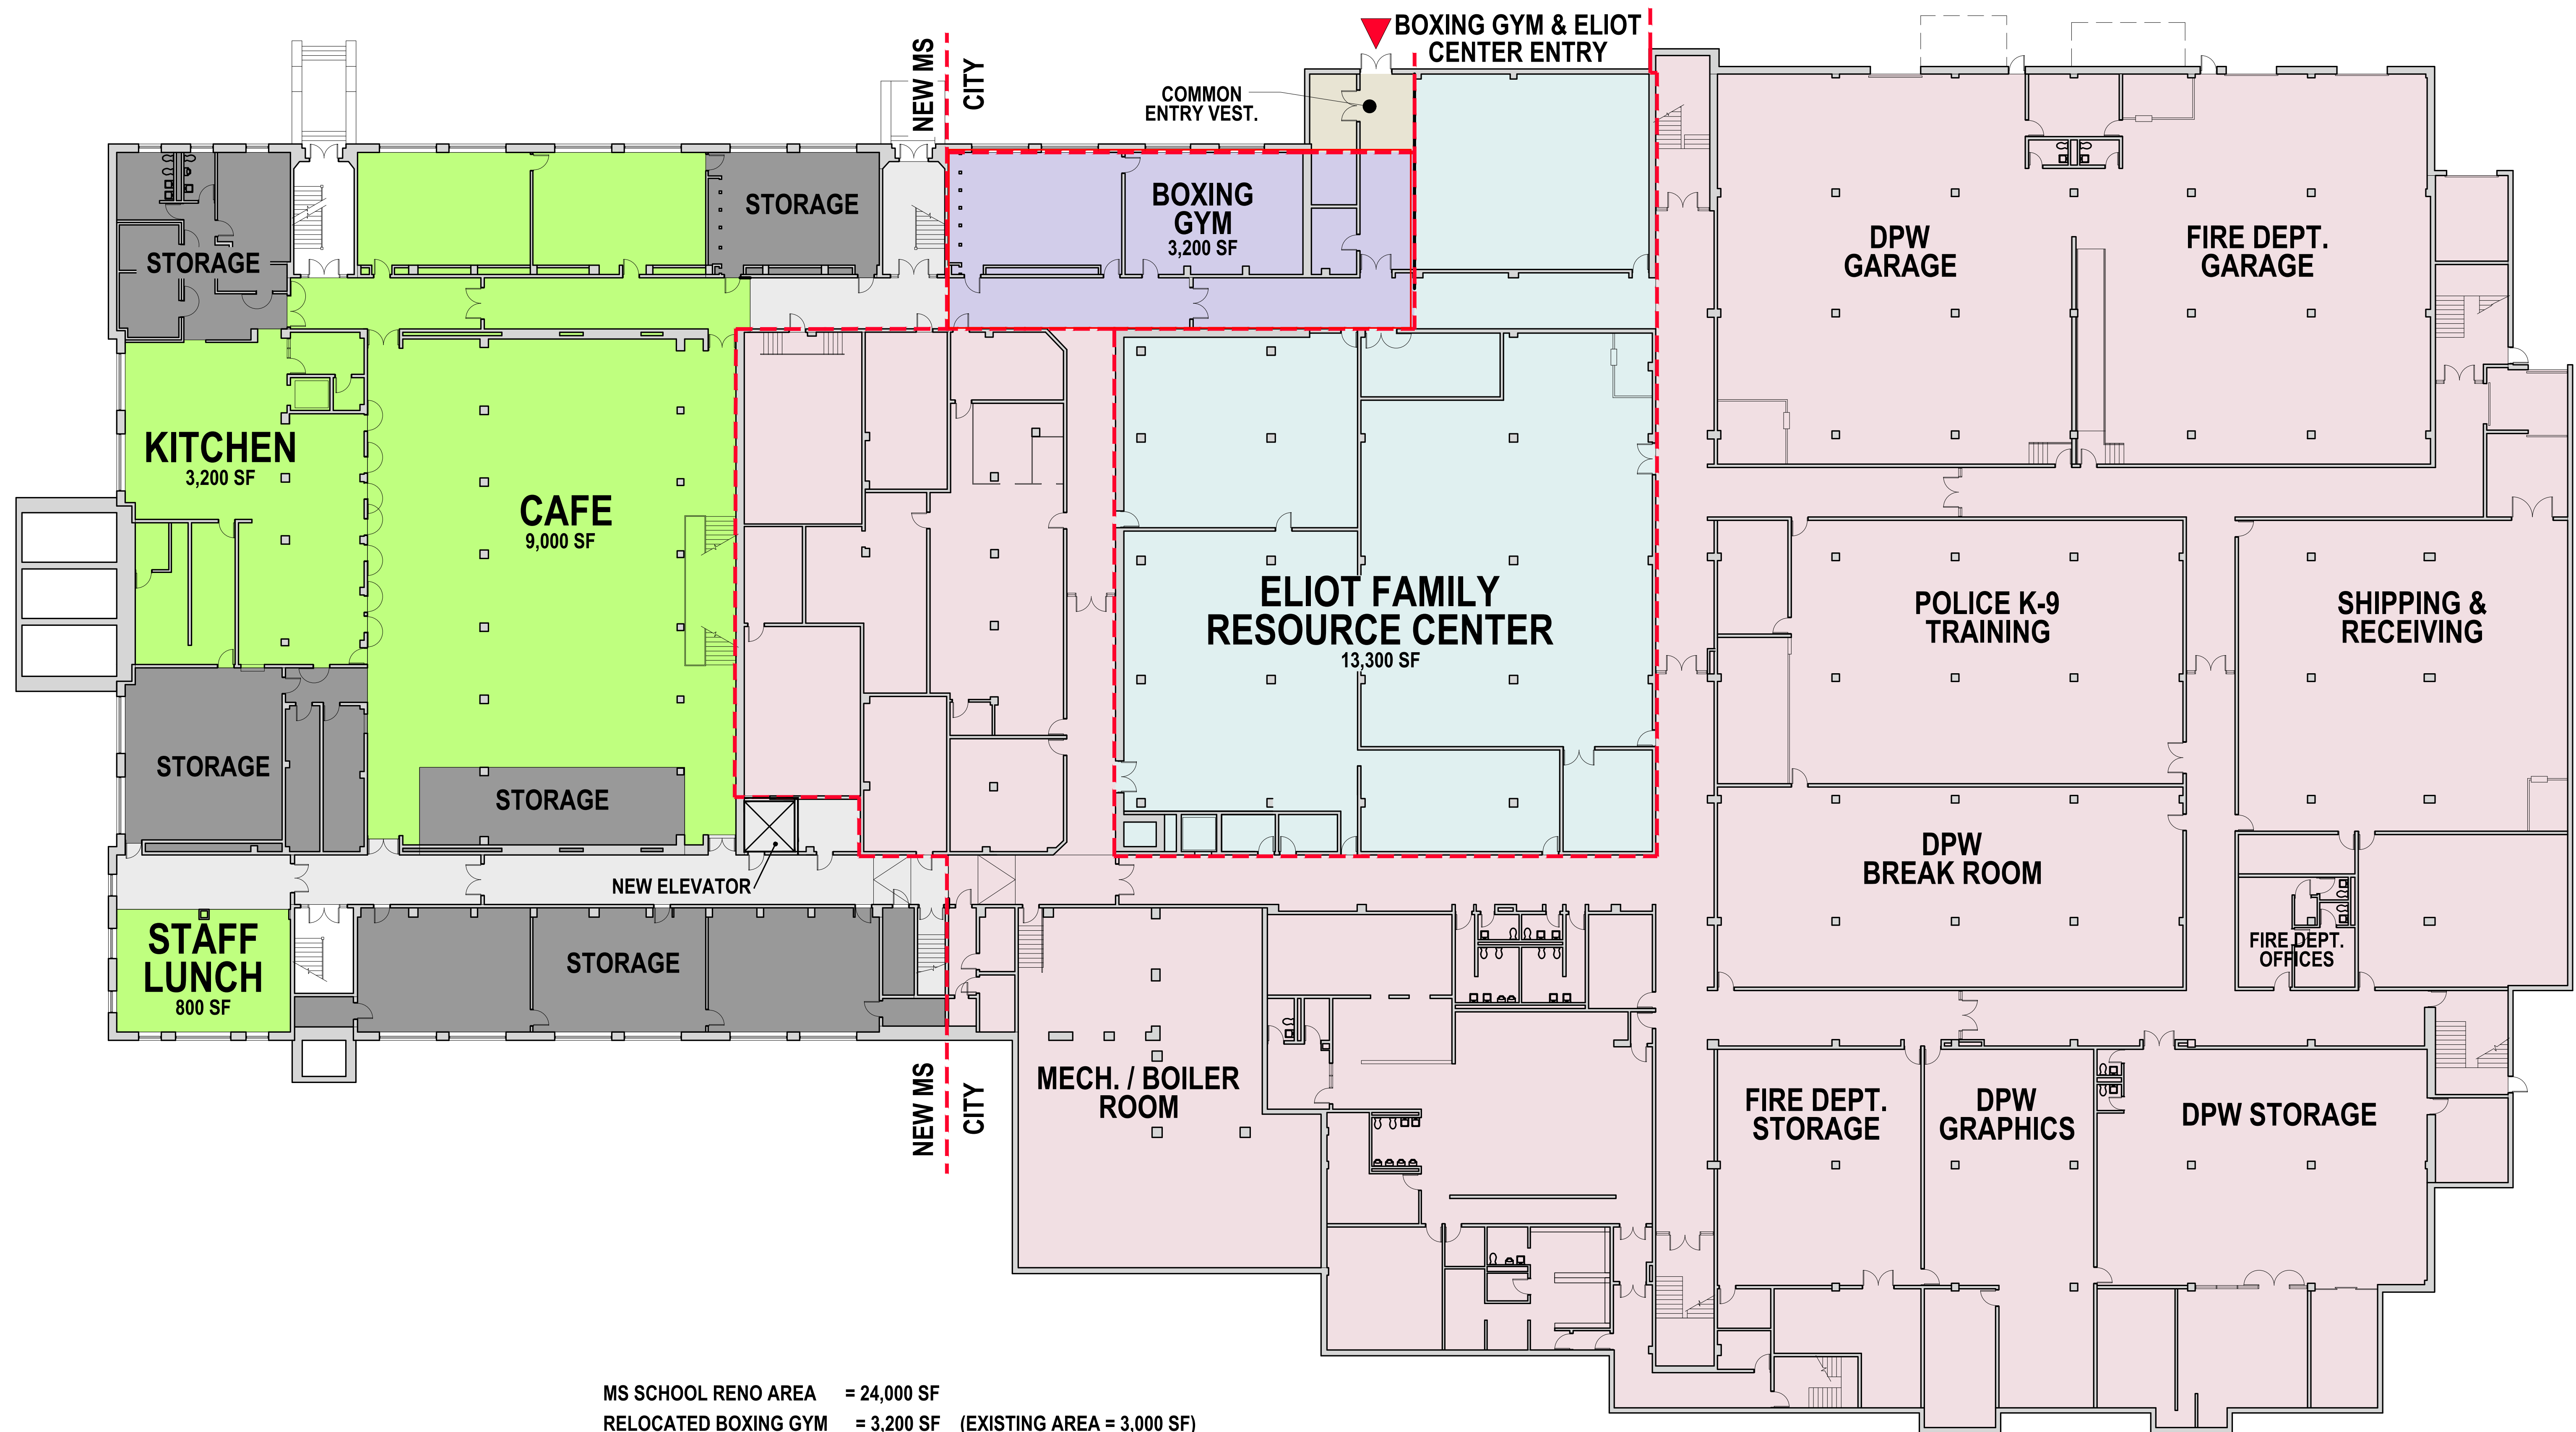 BOXING GYM & ELIOT
CENTER ENTRY
NEW MS
CITY
COMMON
ENTRY VEST.
STORAGE
BOXING
GYM
3,200 SF
STORAGE
DPW
GARAGE
FIRE DEPT.
GARAGE
KITCHEN
3,200 SF
CAFE
9,000 SF
ELIOT FAMILY
RESOURCE CENTER
13,300 SF
POLICE K-9
TRAINING
SHIPPING &
RECEIVING
STORAGE
STORAGE
DPW
BREAK ROOM
NEW ELEVATOR
STAFF
LUNCH
800 SF
STORAGE
FIRE DEPT.
OFFICES
NEW MS
CITY
MECH. / BOILER
ROOM
FIRE DEPT.
STORAGE
DPW
GRAPHICS
DPW STORAGE
MS SCHOOL RENO AREA = 24,000 SF
RELOCATED BOXING GYM = 3,200 SF (EXISTING AREA = 3,000 SF)